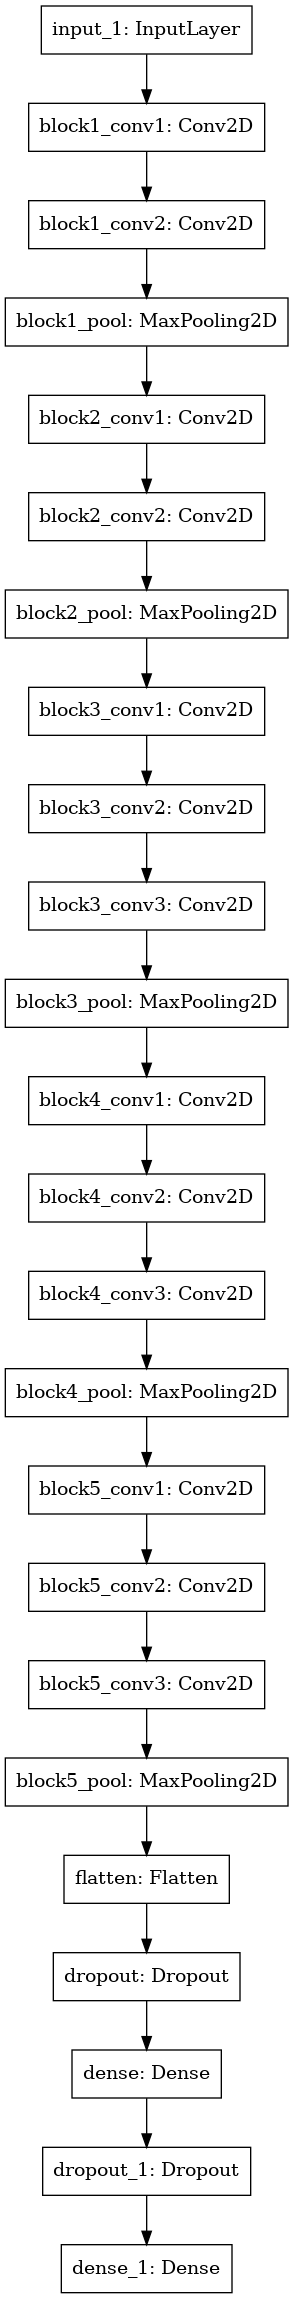 input_1: InputLayer
block1_conv1: Conv2D
block1_conv2: Conv2D
block1_pool: MaxPooling2D
block2_conv1: Conv2D
block2_conv2: Conv2D
block2_pool: MaxPooling2D
block3_conv1: Conv2D
block3_conv2: Conv2D
block3_conv3: Conv2D
block3_pool: MaxPooling2D
block4_conv1: Conv2D
block4_conv2: Conv2D
block4_conv3: Conv2D
block4_pool: MaxPooling2D
block5_conv1: Conv2D
block5_conv2: Conv2D
block5_conv3: Conv2D
block5_pool: MaxPooling2D
flatten: Flatten
dropout: Dropout
dense: Dense
dropout_1: Dropout
dense_1: Dense